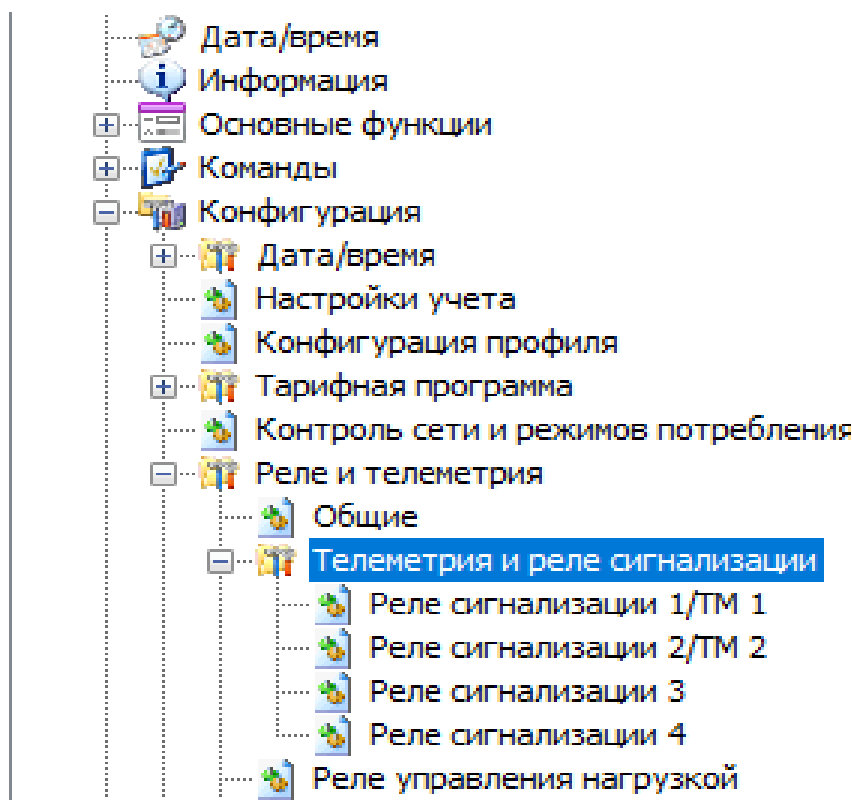 Дата/время
Информация
Основные функции
Команды
Конфигурация
Дата/время
Настройки учета
Конфигурация профиля
Тарифная программа
Контроль сети и режимов потребления
Реле и телеметрия
Общие
Телеметрия и реле сигнализации
Реле сигнализации 1/ТМ 1
Реле сигнализации 2/ТМ 2
Реле сигнализации 3
Реле сигнализации 4
Реле управления нагрузкой